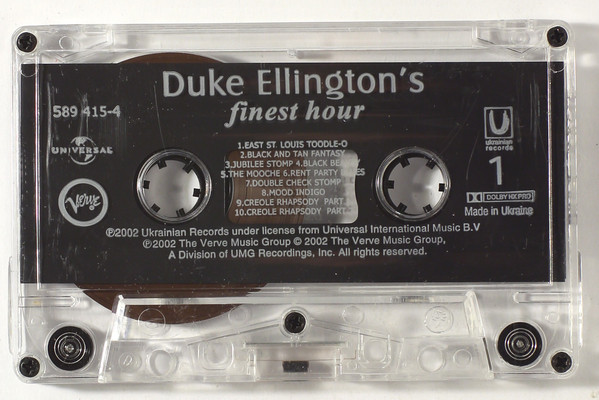 Duke Ellington's
finest hour
589 415-4
UNIVERSAL
Verve
1.EAST ST. LOUIS TOODLE-O
2.BLACK AND TAN FANTASY
3.JUBILEE STOMP 4.BLACK
5.THE MOOCHE 6.RENT PARTY
7.DOUBLE CHECK STOMP
8.MOOD INDIGO
9.CREOLE RHAPSODY PART
10.CREOLE RHAPSODY PART
U
ukrainian
records
1
DOLBY HX PRO
Made in Ukraine
℗2002 Ukrainian Records under license from Universal International Music B.V
℗2002 The Verve Music Group © 2002 The Verve Music Group,
A Division of UMG Recordings, Inc. All rights reserved.